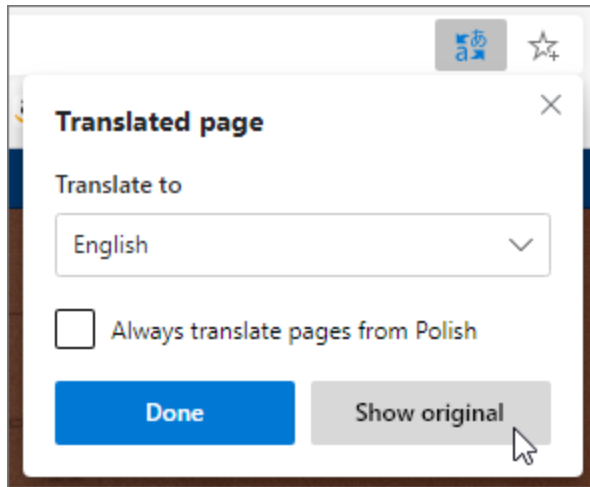 Translated page
Translate to
English
Always translate pages from Polish
Done
Show original